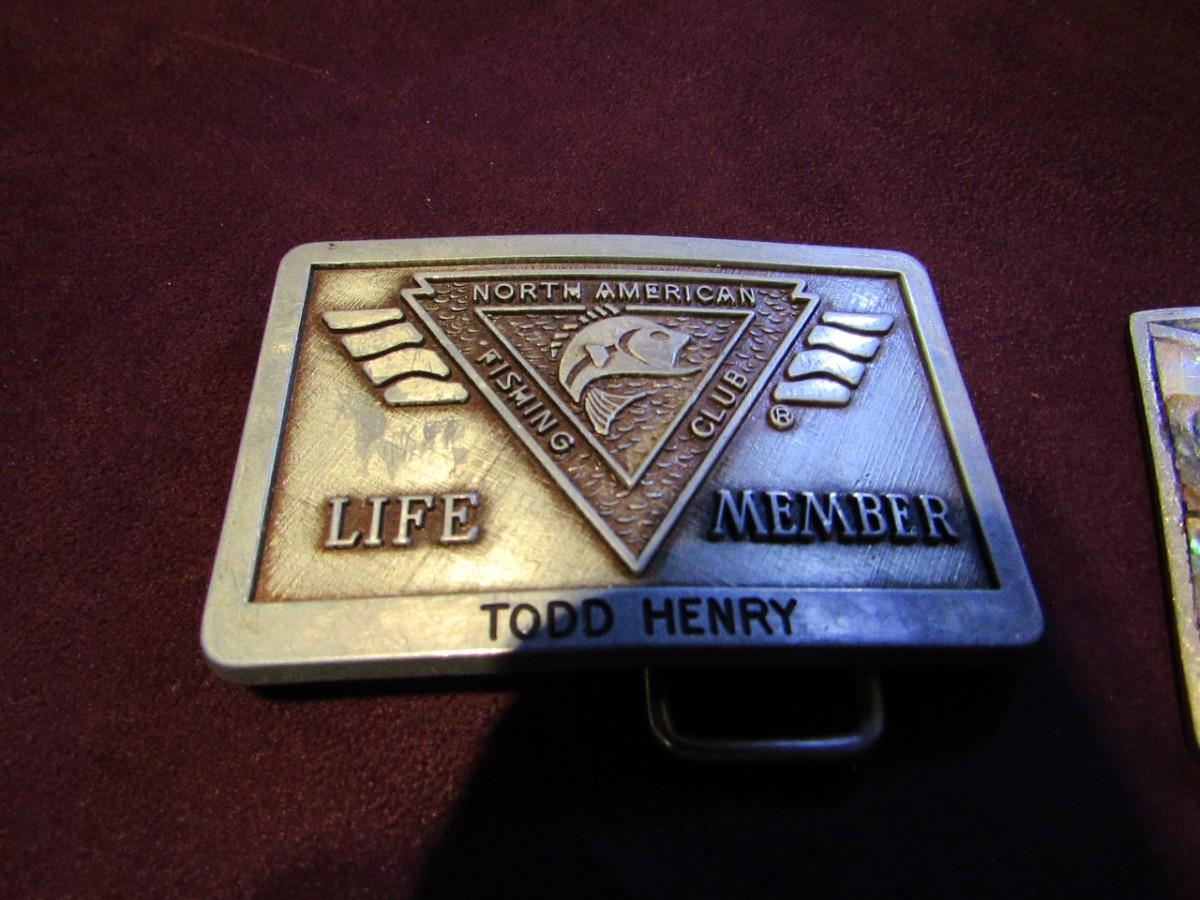 NORTH AMERICAN
FISHING
CLUB
®
LIFE MEMBER
TODD HENRY